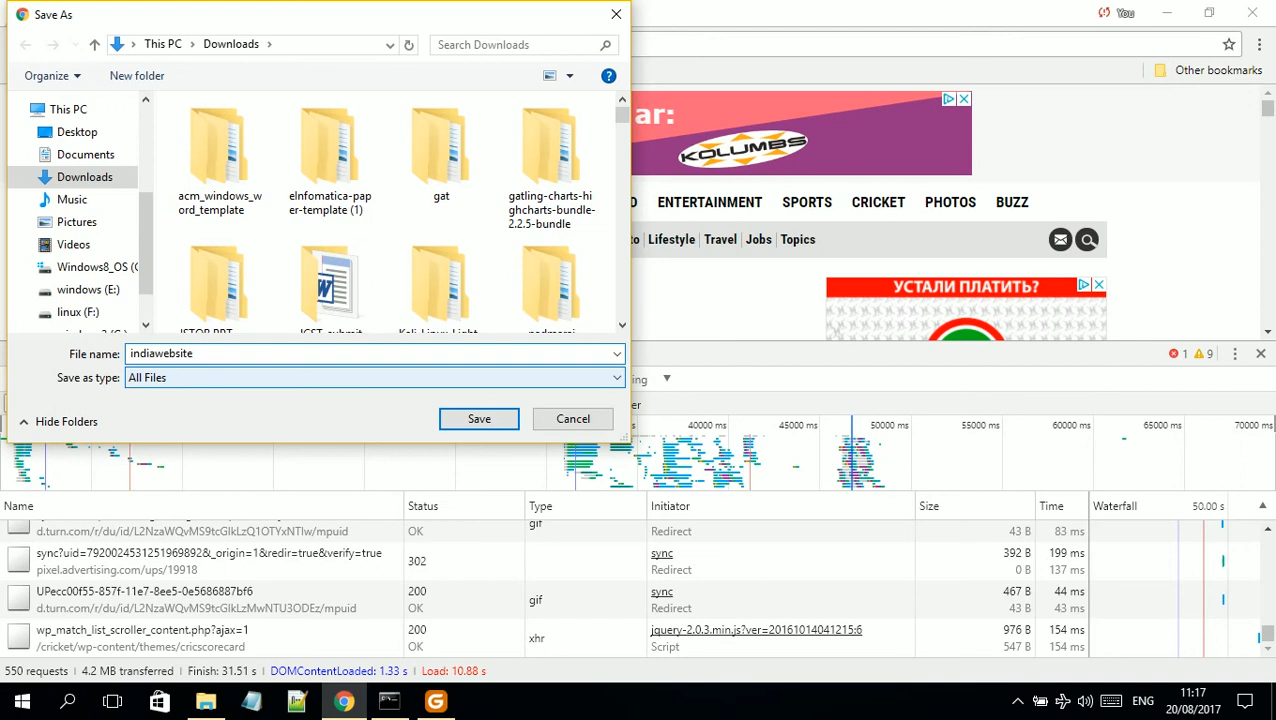 Save As
You
This PC
Downloads
Search Downloads
Organize
New folder
Other bookmarks
This PC
Desktop
Documents
Downloads
Music
Pictures
Videos
Windows8_OS (C
windows (E:)
linux (F:)
acm_windows_w
ord_template
eInfomatica-pap
er-template (1)
gat
gatling-charts-hi
ghcharts-bundle-
2.2.5-bundle
ar:
KOLUMBS
ENTERTAINMENT SPORTS CRICKET PHOTOS BUZZ
to Lifestyle Travel Jobs Topics
УСТАЛИ ПЛАТИТЬ?
File name: indiawebsite
Save as type: All Files
Hide Folders
Save
Cancel
1 9
40000 ms 45000 ms 50000 ms 55000 ms 60000 ms 65000 ms 70000 ms
Name Status Type Initiator Size Time Waterfall 50.00 s
gif
d.turn.com/r/du/id/L2NzaWQvMS9tcGlkLzQ1OTYxNTIw/mpuid OK Redirect 43 B 83 ms
sync?uid=7920024531251969892&_origin=1&redir=true&verify=true 302 sync 392 B 199 ms
pixel.advertising.com/ups/19918 Redirect 0 B 137 ms
UPecc00f55-857f-11e7-8ee5-0e5686887bf6 200 gif sync 467 B 44 ms
d.turn.com/r/du/id/L2NzaWQvMS9tcGlkLzMwNTU3ODEz/mpuid OK Redirect 43 B 43 ms
wp_match_list_scroller_content.php?ajax=1 200 xhr jquery-2.0.3.min.js?ver=20161014041215:6 976 B 154 ms
/cricket/wp-content/themes/cricscorecard OK Script 547 B 154 ms
550 requests | 4.2 MB transferred | Finish: 31.51 s | DOMContentLoaded: 1.33 s | Load: 10.88 s
ENG
11:17
20/08/2017